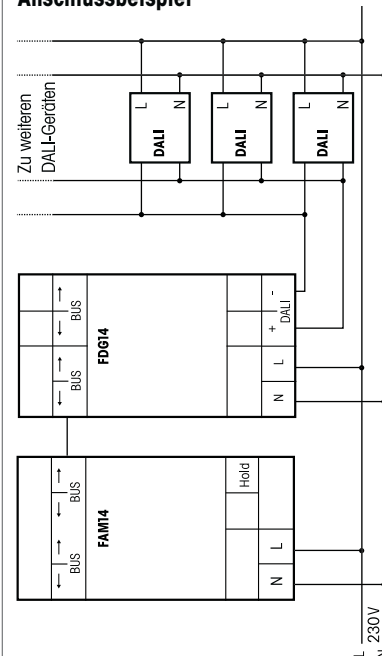 Anschlussbeispiel
Zu weiteren
DALI-Geräten
L N
DALI
L N
DALI
L N
DALI
BUS BUS
FDG14
N L + -
DALI
BUS BUS
FAM14
Hold
N L
L
230V
N